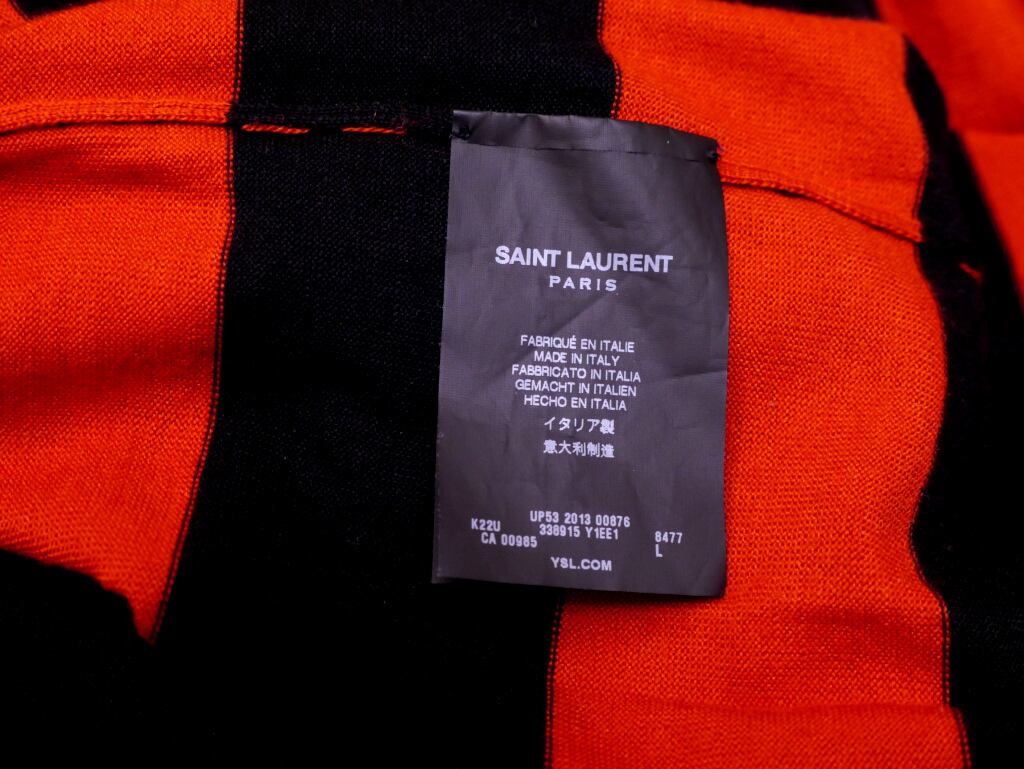 SAINT LAURENT
PARIS
FABRIQUÉ EN ITALIE
MADE IN ITALY
FABBRICATO IN ITALIA
GEMACHT IN ITALIEN
HECHO EN ITALIA
イタリア製
意大利制造
UP53 2013 00876
K22U 338915 Y1EE1 8477
CA 00985 L
YSL.COM